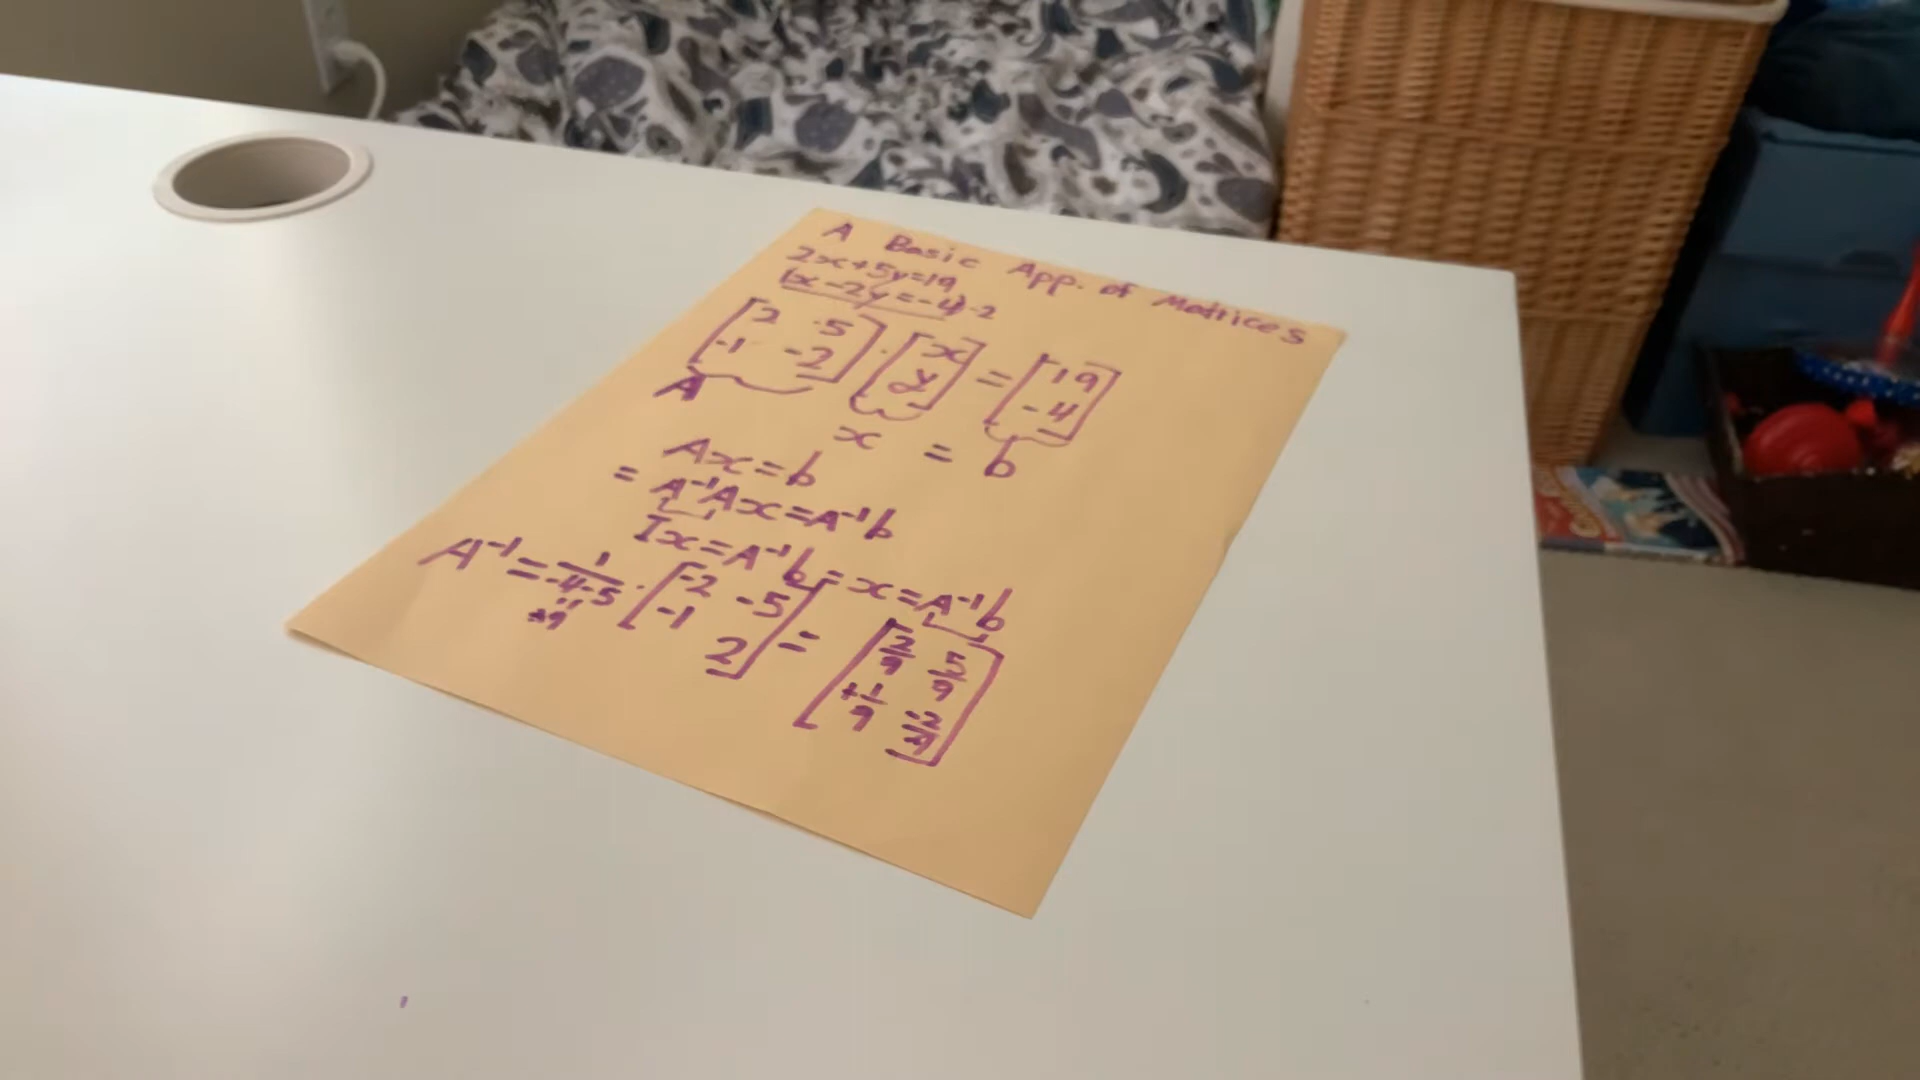 A Basic App. of Matrices
2x+5y=19
(x-2y=-4)-2
[2 5 -1 -2] · [x y] = [19 -4]
A x = b
Ax=b
= A⁻¹Ax=A⁻¹b
Ix=A⁻¹b = x=A⁻¹b
A⁻¹ = 1/-4-5 · [-2 -5 -1 2] = [2/9 5/9 +1/9 -2/9]